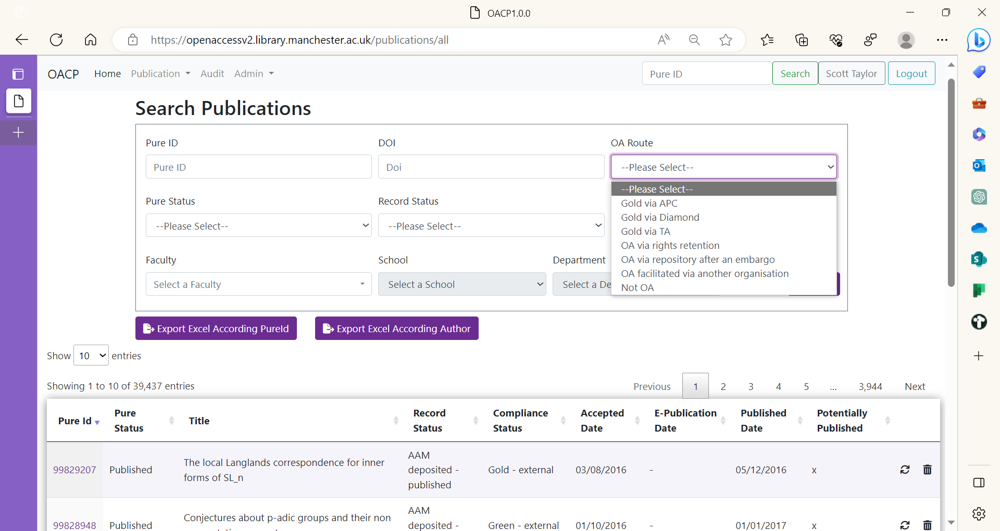 OACP1.0.0
https://openaccessv2.library.manchester.ac.uk/publications/all
OACP Home Publication Audit Admin Pure ID Search Scott Taylor Logout
Search Publications
Pure ID DOI OA Route
Pure ID Doi --Please Select--
--Please Select--
Gold via APC
Gold via Diamond
Gold via TA
OA via rights retention
OA via repository after an embargo
OA facilitated via another organisation
Not OA
Pure Status Record Status
--Please Select-- --Please Select--
Faculty School Department
Select a Faculty Select a School Select a De
Export Excel According PureId Export Excel According Author
Show 10 entries
Showing 1 to 10 of 39,437 entries Previous 1 2 3 4 5 ... 3,944 Next
Pure Id Pure Status Title Record Status Compliance Status Accepted Date E-Publication Date Published Date Potentially Published
99829207 Published The local Langlands correspondence for inner forms of SL_n AAM deposited - published Gold - external 03/08/2016 - 05/12/2016 x
99828948 Published Conjectures about p-adic groups and their non AAM deposited - Green - external 01/10/2016 - 01/01/2017 x